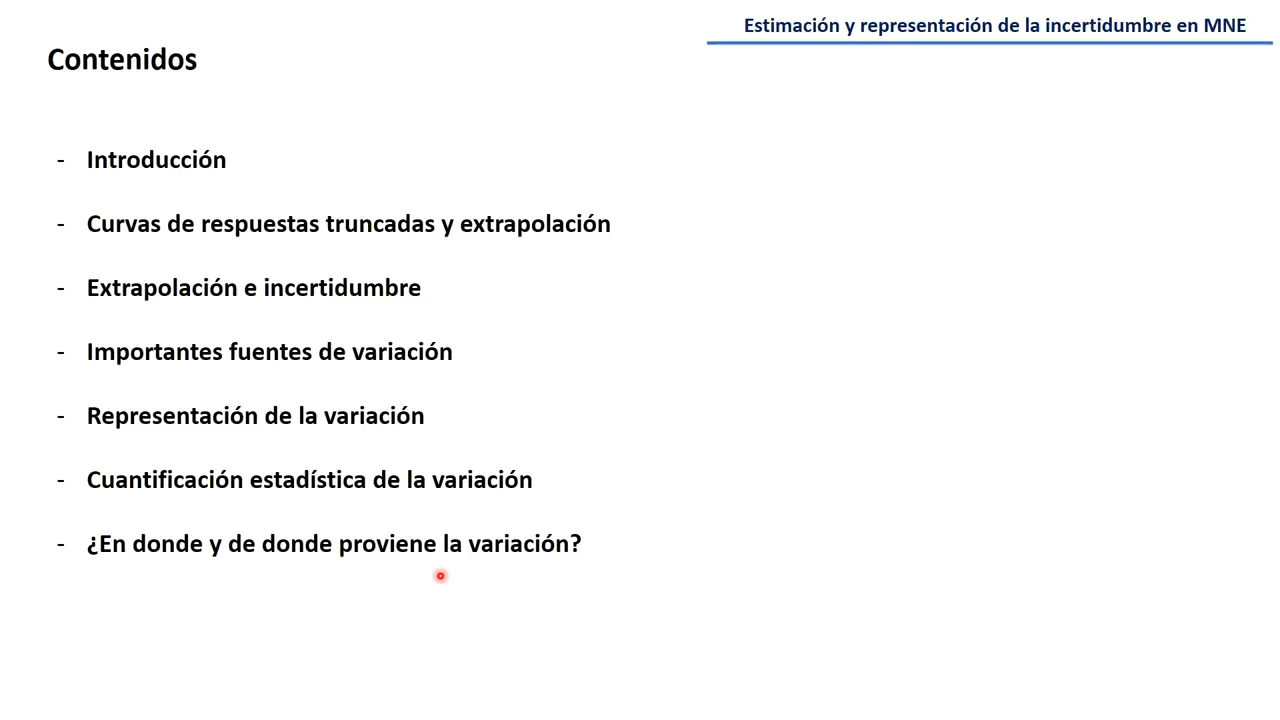 Estimación y representación de la incertidumbre en MNE
Contenidos
- Introducción
- Curvas de respuestas truncadas y extrapolación
- Extrapolación e incertidumbre
- Importantes fuentes de variación
- Representación de la variación
- Cuantificación estadística de la variación
- ¿En donde y de donde proviene la variación?